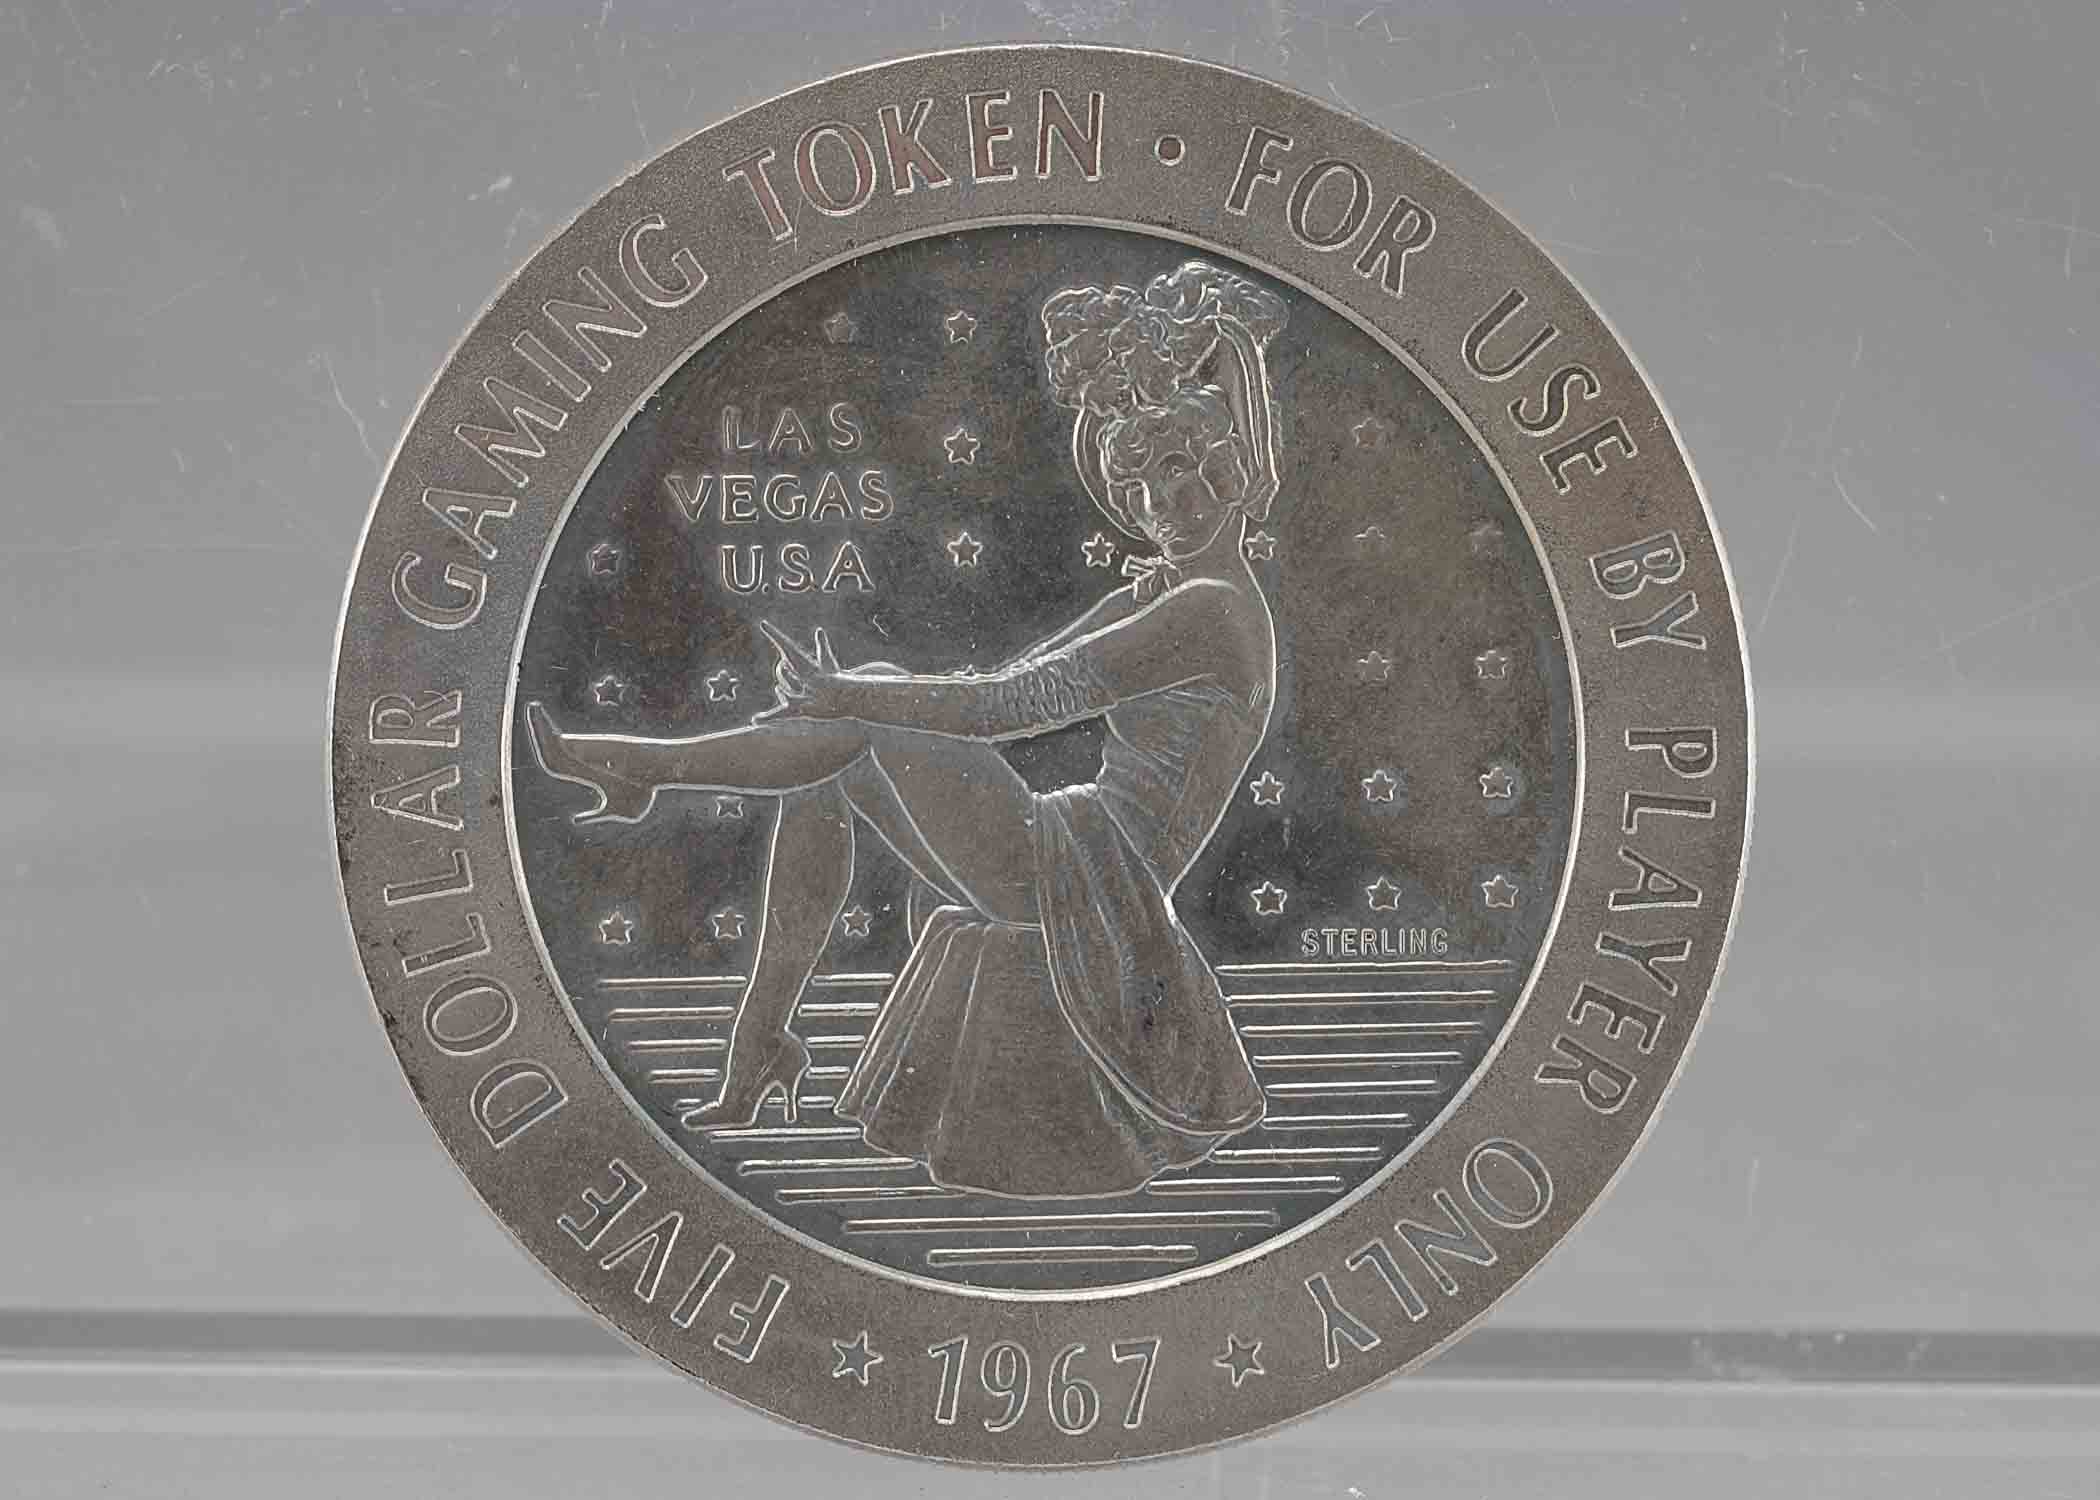 FIVE DOLLAR GAMING TOKEN · FOR USE BY PLAYER ONLY
LAS
VEGAS
U.S.A
STERLING
★ 1967 ★